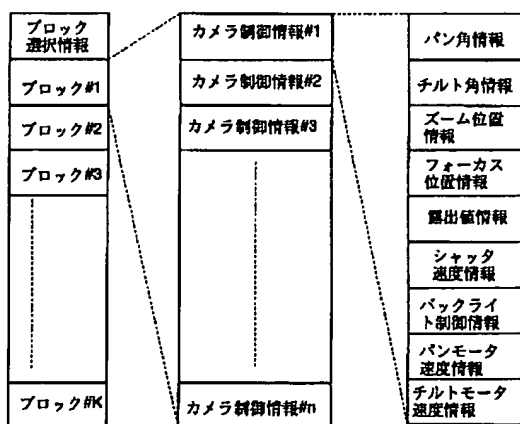 ブロック
選択情報
ブロック#1
ブロック#2
ブロック#3
ブロック#K
カメラ制御情報#1
カメラ制御情報#2
カメラ制御情報#3
カメラ制御情報#n
パン角情報
チルト角情報
ズーム位置
情報
フォーカス
位置情報
露出値情報
シャッタ
速度情報
バックライ
ト制御情報
パンモータ
速度情報
チルトモータ
速度情報